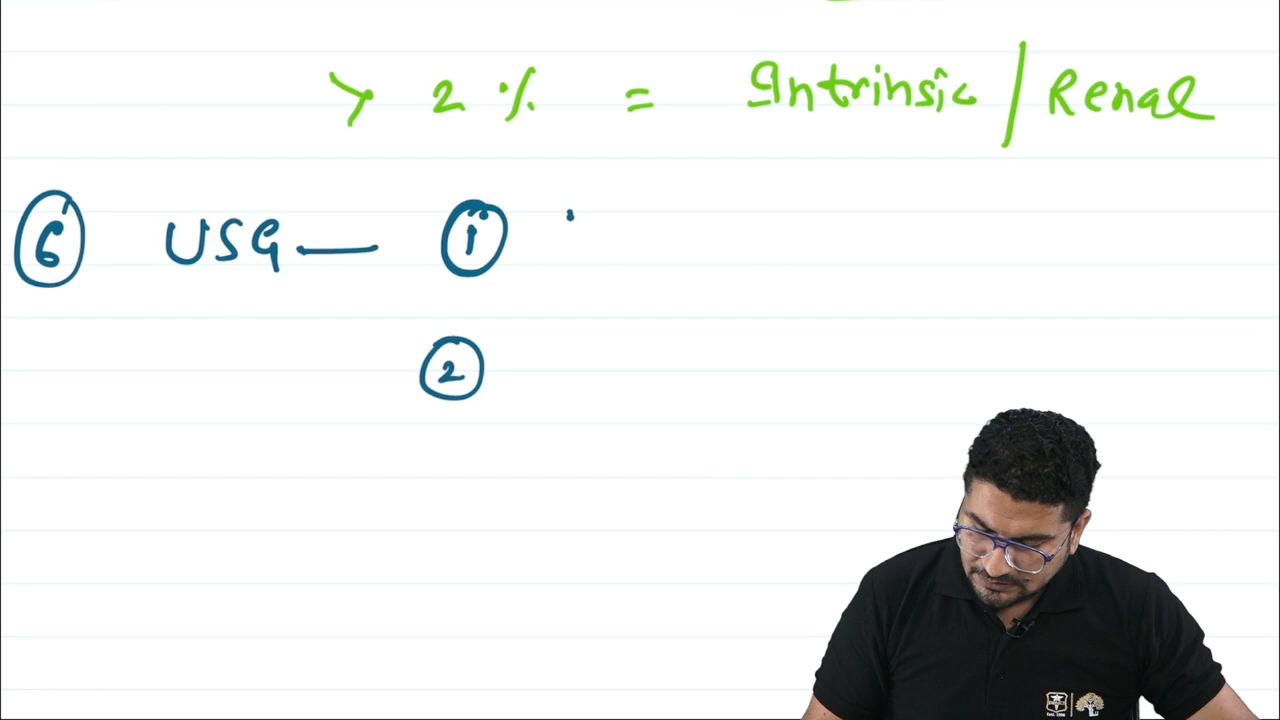 > 2 % = Intrinsic / Renal
6 USG — 1
2